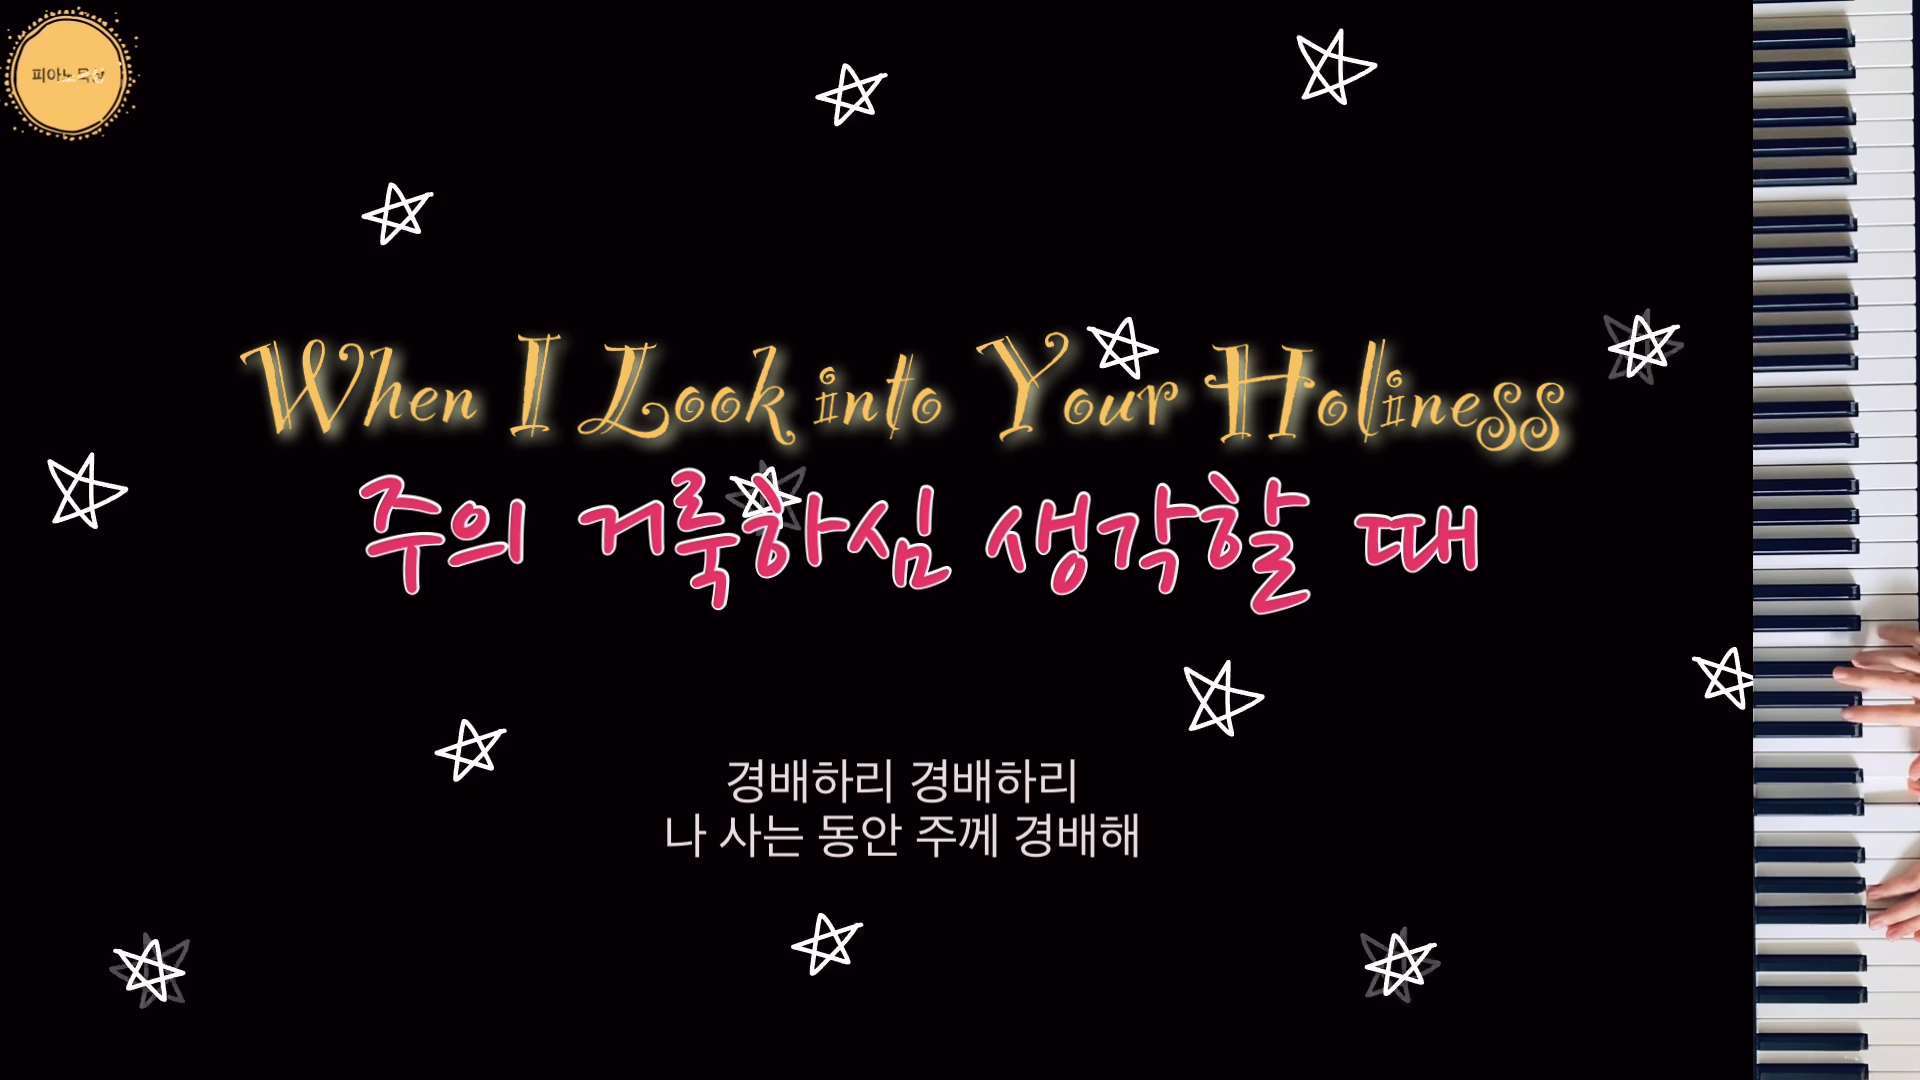 When I Look into Your Holiness
주의 거룩하심 생각할 때
경배하리 경배하리
나 사는 동안 주께 경배해